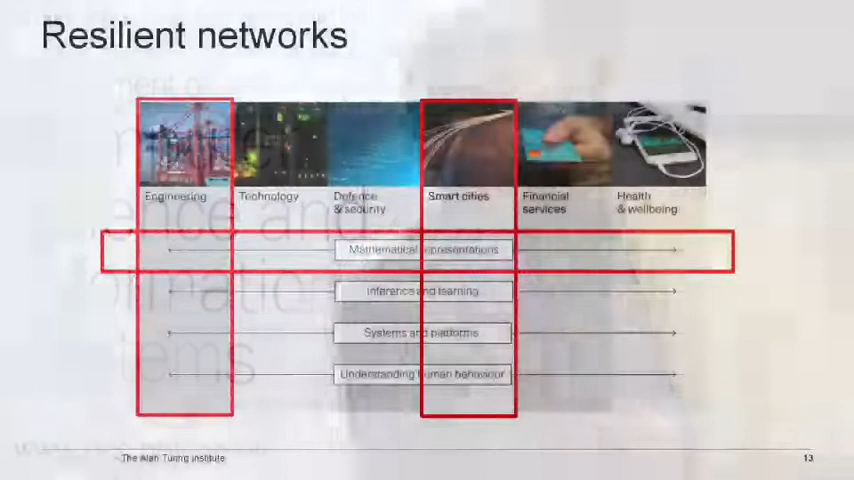 Resilient networks
Engineering
Technology
Defence
& security
Smart cities
Financial
services
Health
& wellbeing
Mathematical representations
Inference and learning
Systems and platforms
Understanding human behaviour
The Alan Turing Institute
13